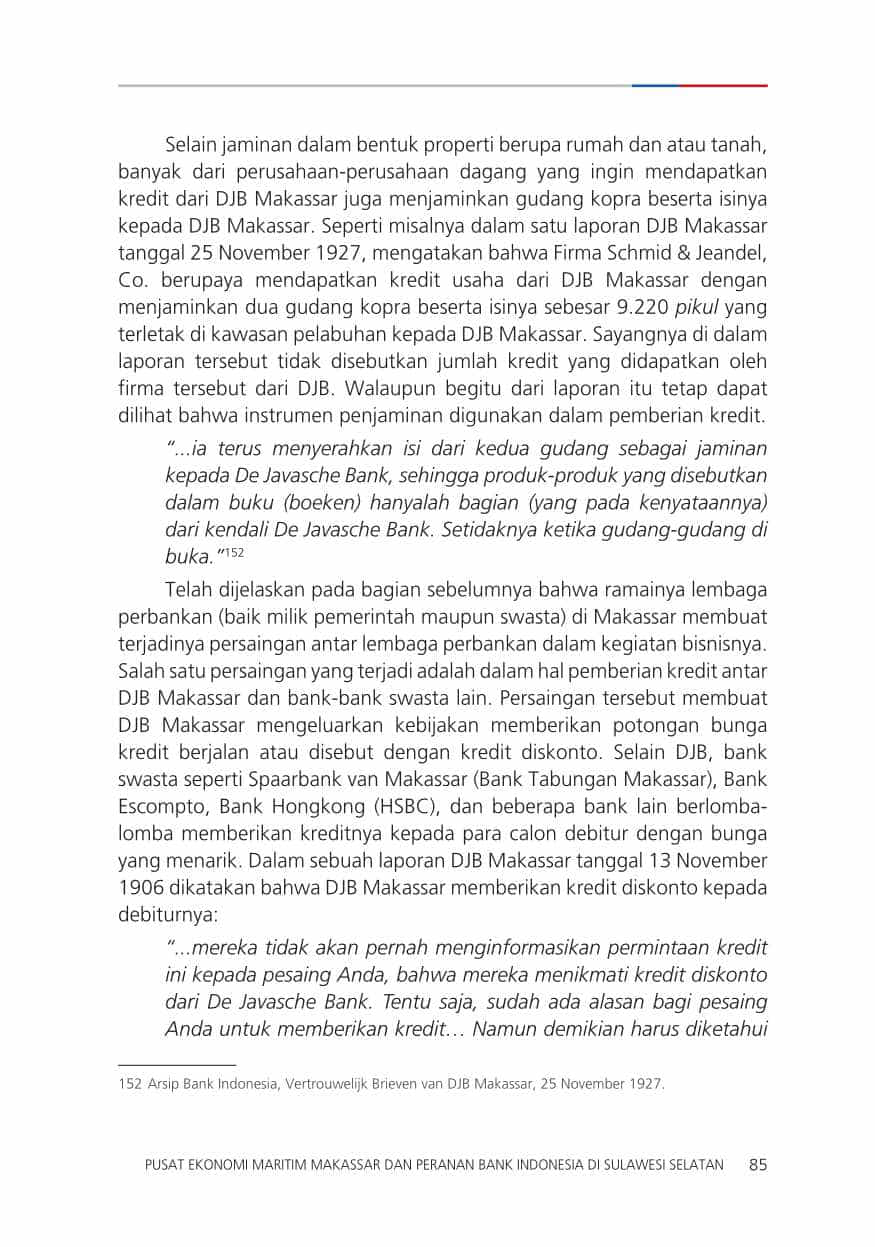 Selain jaminan dalam bentuk properti berupa rumah dan atau tanah,
banyak dari perusahaan-perusahaan dagang yang ingin mendapatkan
kredit dari DJB Makassar juga menjaminkan gudang kopra beserta isinya
kepada DJB Makassar. Seperti misalnya dalam satu laporan DJB Makassar
tanggal 25 November 1927, mengatakan bahwa Firma Schmid & Jeandel,
Co. berupaya mendapatkan kredit usaha dari DJB Makassar dengan
menjaminkan dua gudang kopra beserta isinya sebesar 9.220 pikul yang
terletak di kawasan pelabuhan kepada DJB Makassar. Sayangnya di dalam
laporan tersebut tidak disebutkan jumlah kredit yang didapatkan oleh
firma tersebut dari DJB. Walaupun begitu dari laporan itu tetap dapat
dilihat bahwa instrumen penjaminan digunakan dalam pemberian kredit.
“...ia terus menyerahkan isi dari kedua gudang sebagai jaminan
kepada De Javasche Bank, sehingga produk-produk yang disebutkan
dalam buku (boeken) hanyalah bagian (yang pada kenyataannya)
dari kendali De Javasche Bank. Setidaknya ketika gudang-gudang di
buka.”152
Telah dijelaskan pada bagian sebelumnya bahwa ramainya lembaga
perbankan (baik milik pemerintah maupun swasta) di Makassar membuat
terjadinya persaingan antar lembaga perbankan dalam kegiatan bisnisnya.
Salah satu persaingan yang terjadi adalah dalam hal pemberian kredit antar
DJB Makassar dan bank-bank swasta lain. Persaingan tersebut membuat
DJB Makassar mengeluarkan kebijakan memberikan potongan bunga
kredit berjalan atau disebut dengan kredit diskonto. Selain DJB, bank
swasta seperti Spaarbank van Makassar (Bank Tabungan Makassar), Bank
Escompto, Bank Hongkong (HSBC), dan beberapa bank lain berlomba-
lomba memberikan kreditnya kepada para calon debitur dengan bunga
yang menarik. Dalam sebuah laporan DJB Makassar tanggal 13 November
1906 dikatakan bahwa DJB Makassar memberikan kredit diskonto kepada
debiturnya:
“...mereka tidak akan pernah menginformasikan permintaan kredit
ini kepada pesaing Anda, bahwa mereka menikmati kredit diskonto
dari De Javasche Bank. Tentu saja, sudah ada alasan bagi pesaing
Anda untuk memberikan kredit… Namun demikian harus diketahui
152 Arsip Bank Indonesia, Vertrouwelijk Brieven van DJB Makassar, 25 November 1927.
PUSAT EKONOMI MARITIM MAKASSAR DAN PERANAN BANK INDONESIA DI SULAWESI SELATAN 85